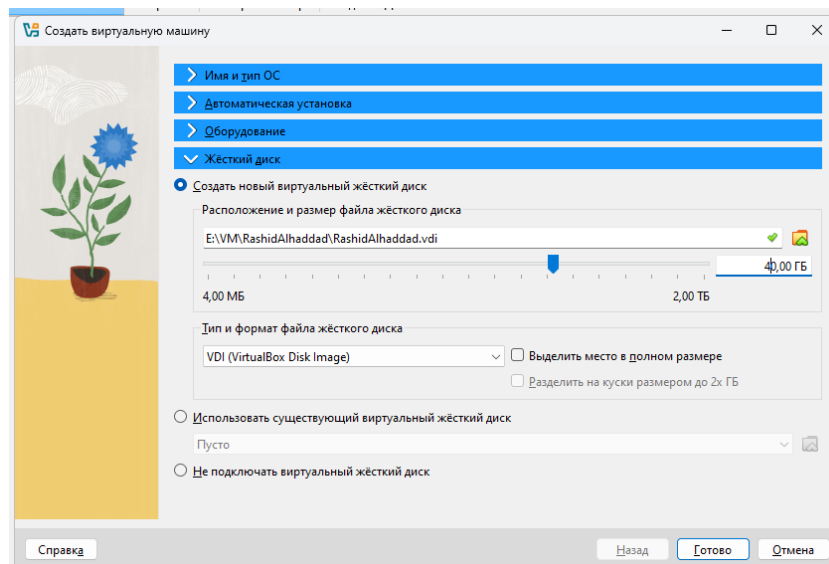 Создать виртуальную машину
Имя и тип ОС
Автоматическая установка
Оборудование
Жёсткий диск
Создать новый виртуальный жёсткий диск
Расположение и размер файла жёсткого диска
E:\VM\RashidAlhaddad\RashidAlhaddad.vdi
40,00 ГБ
4,00 МБ
2,00 ТБ
Тип и формат файла жёсткого диска
VDI (VirtualBox Disk Image)
Выделить место в полном размере
Разделить на куски размером до 2х ГБ
Использовать существующий виртуальный жёсткий диск
Пусто
Не подключать виртуальный жёсткий диск
Справка
Назад
Готово
Отмена